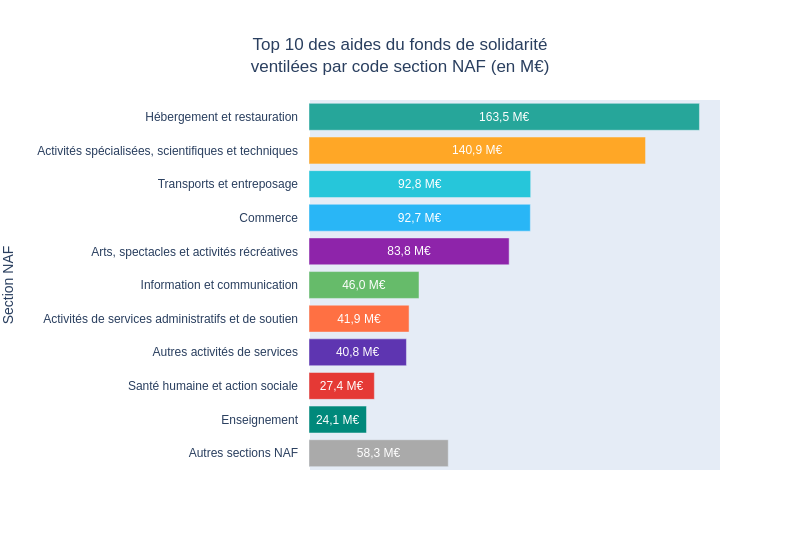 Top 10 des aides du fonds de solidarité
ventilées par code section NAF (en M€)
Section NAF
Hébergement et restauration 163,5 M€
Activités spécialisées, scientifiques et techniques 140,9 M€
Transports et entreposage 92,8 M€
Commerce 92,7 M€
Arts, spectacles et activités récréatives 83,8 M€
Information et communication 46,0 M€
Activités de services administratifs et de soutien 41,9 M€
Autres activités de services 40,8 M€
Santé humaine et action sociale 27,4 M€
Enseignement 24,1 M€
Autres sections NAF 58,3 M€